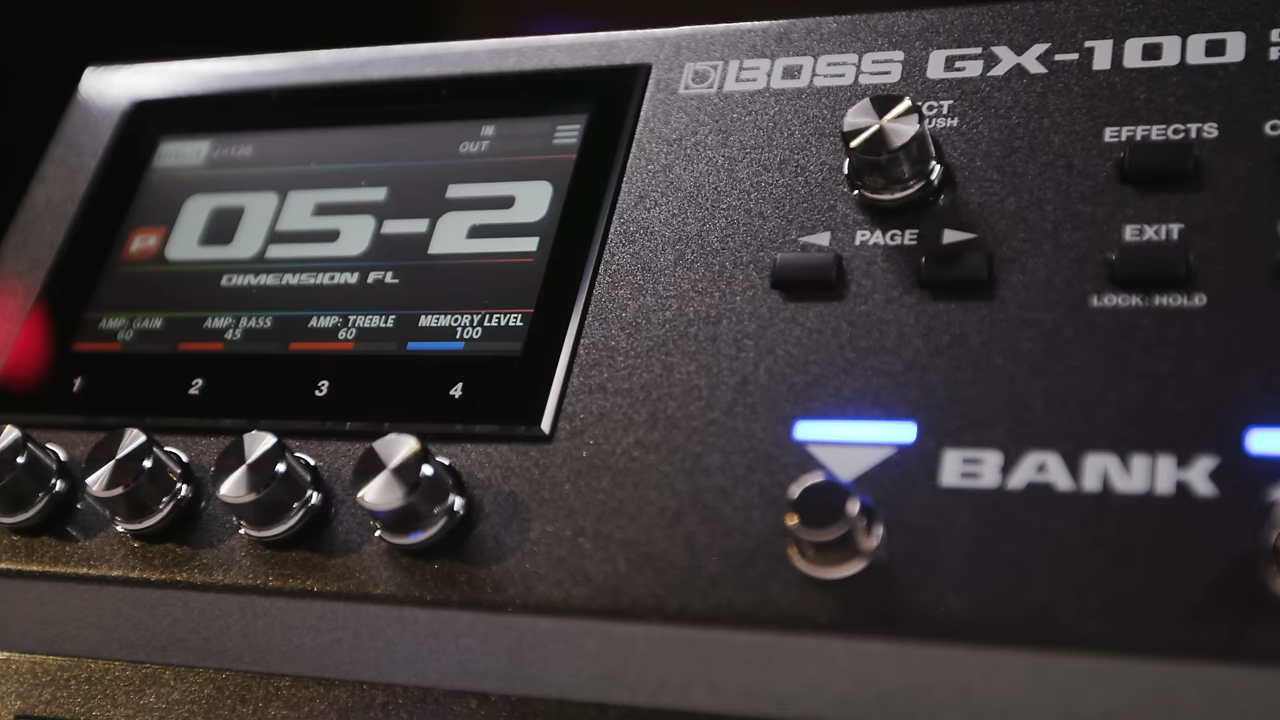 BOSS GX-100
IN
OUT
P 05-2
DIMENSION FL
AMP: GAIN
60
AMP: BASS
45
AMP: TREBLE
60
MEMORY LEVEL
100
1
2
3
4
PAGE
EFFECTS
EXIT
LOCK: HOLD
BANK